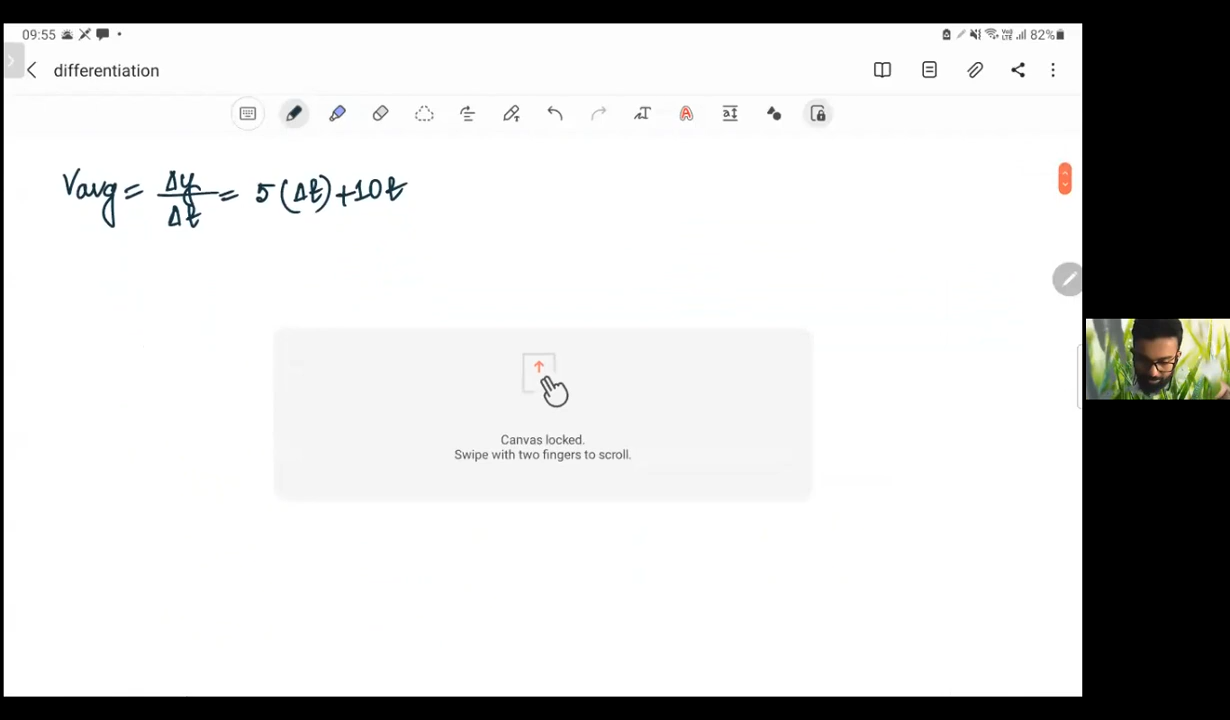 09:55
82%
differentiation
Vavg = Δy/Δt = 5(Δt)+10t
Canvas locked.
Swipe with two fingers to scroll.